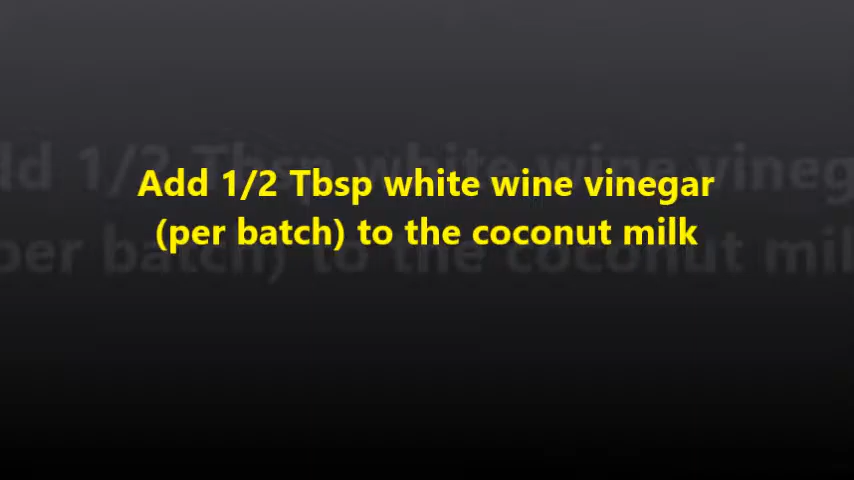 Add 1/2 Tbsp white wine vinegar
(per batch) to the coconut milk